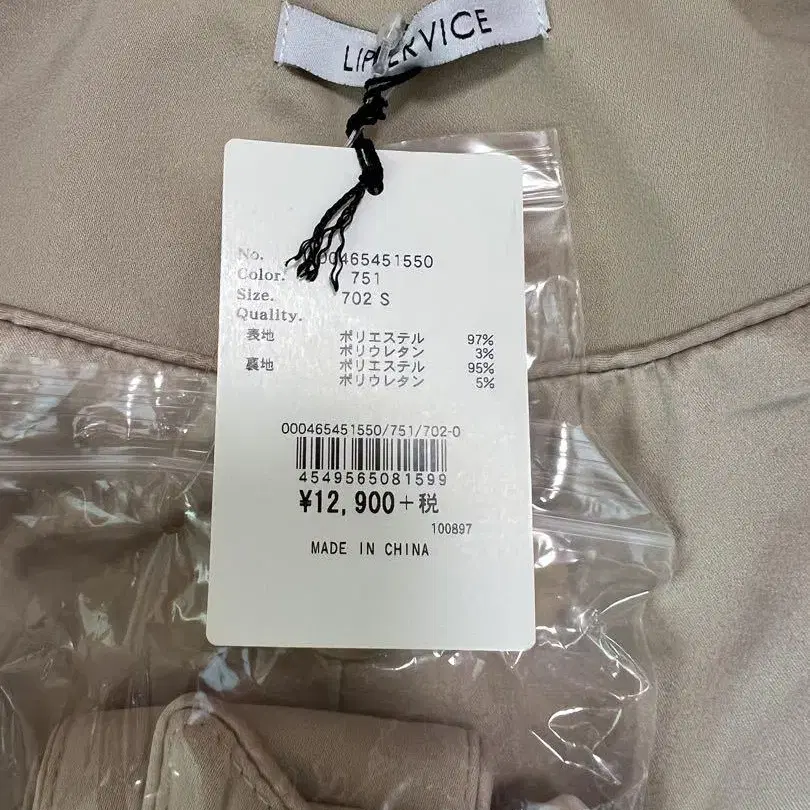 LIP SERVICE
No. 000465451550
Color. 751
Size. 702 S
Quality.
表地 ポリエステル 97%
ポリウレタン 3%
裏地 ポリエステル 95%
ポリウレタン 5%
000465451550/751/702-0
4549565081599
¥12,900+税
100897
MADE IN CHINA